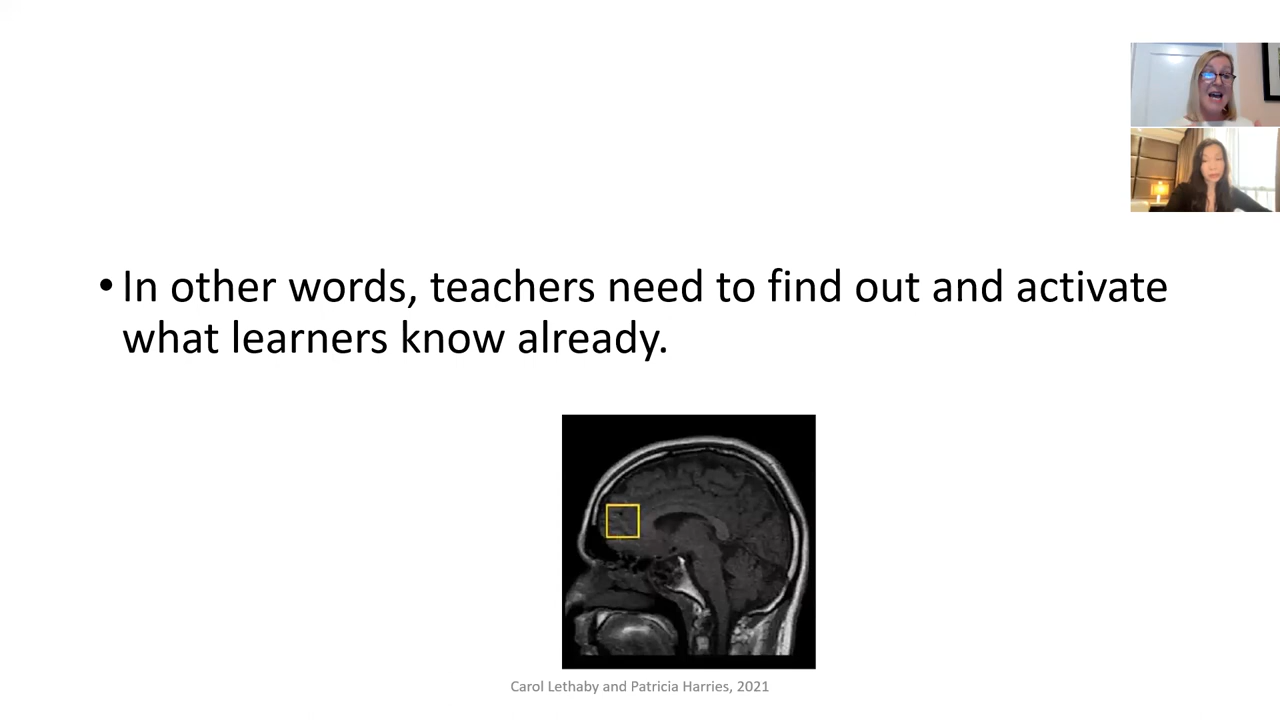 • In other words, teachers need to find out and activate
what learners know already.
Carol Lethaby and Patricia Harries, 2021